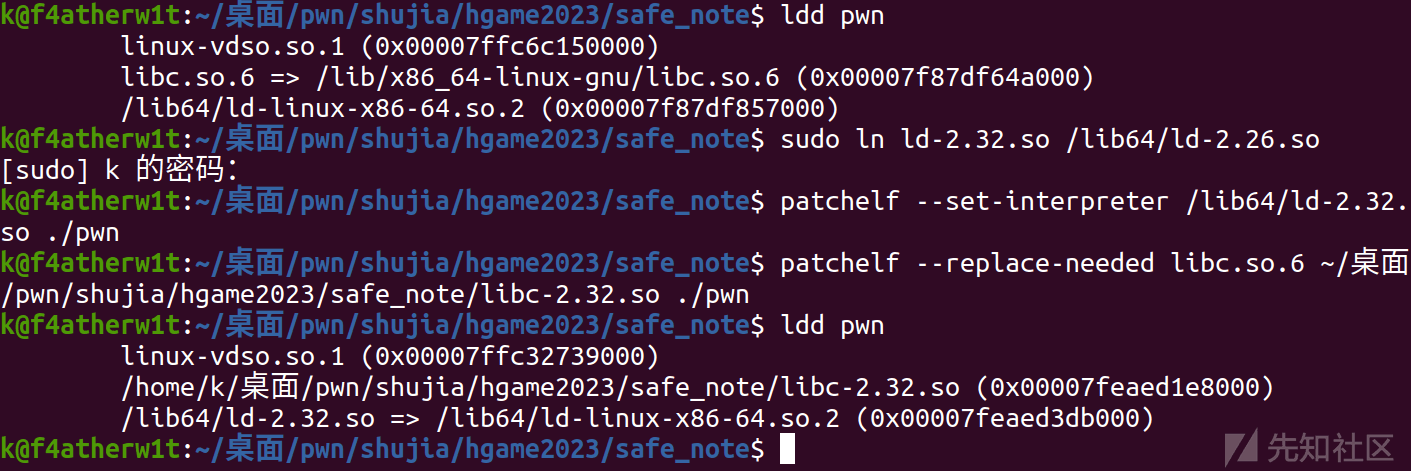 k@f4atherw1t:~/桌面/pwn/shujia/hgame2023/safe_note$ ldd pwn
linux-vdso.so.1 (0x00007ffc6c150000)
libc.so.6 => /lib/x86_64-linux-gnu/libc.so.6 (0x00007f87df64a000)
/lib64/ld-linux-x86-64.so.2 (0x00007f87df857000)
k@f4atherw1t:~/桌面/pwn/shujia/hgame2023/safe_note$ sudo ln ld-2.32.so /lib64/ld-2.26.so
[sudo] k 的密码：
k@f4atherw1t:~/桌面/pwn/shujia/hgame2023/safe_note$ patchelf --set-interpreter /lib64/ld-2.32.
so ./pwn
k@f4atherw1t:~/桌面/pwn/shujia/hgame2023/safe_note$ patchelf --replace-needed libc.so.6 ~/桌面
/pwn/shujia/hgame2023/safe_note/libc-2.32.so ./pwn
k@f4atherw1t:~/桌面/pwn/shujia/hgame2023/safe_note$ ldd pwn
linux-vdso.so.1 (0x00007ffc32739000)
/home/k/桌面/pwn/shujia/hgame2023/safe_note/libc-2.32.so (0x00007feaed1e8000)
/lib64/ld-2.32.so => /lib64/ld-linux-x86-64.so.2 (0x00007feaed3db000)
k@f4atherw1t:~/桌面/pwn/shujia/hgame2023/safe_note$
先知社区